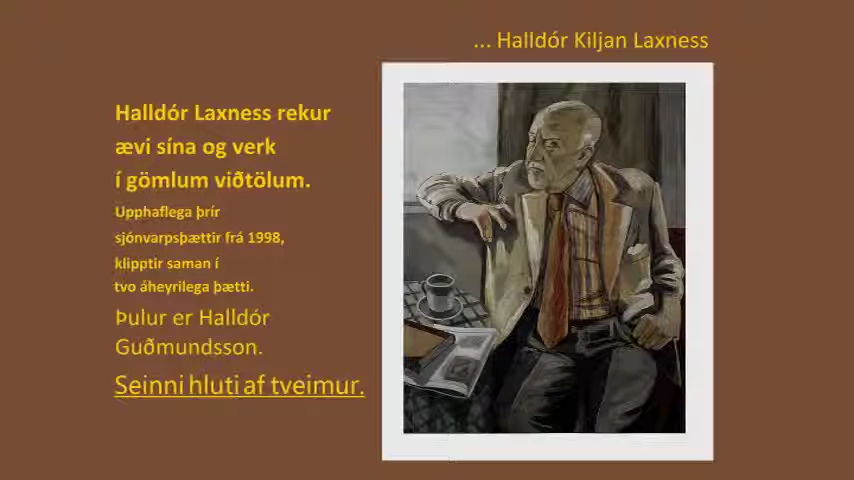 ... Halldór Kiljan Laxness
Halldór Laxness rekur
ævi sína og verk
í gömlum viðtölum.
Upphaflega þrír
sjónvarpsþættir frá 1998,
klipptir saman í
tvo áheyrilega þætti.
Þulur er Halldór
Guðmundsson.
Seinni hluti af tveimur.